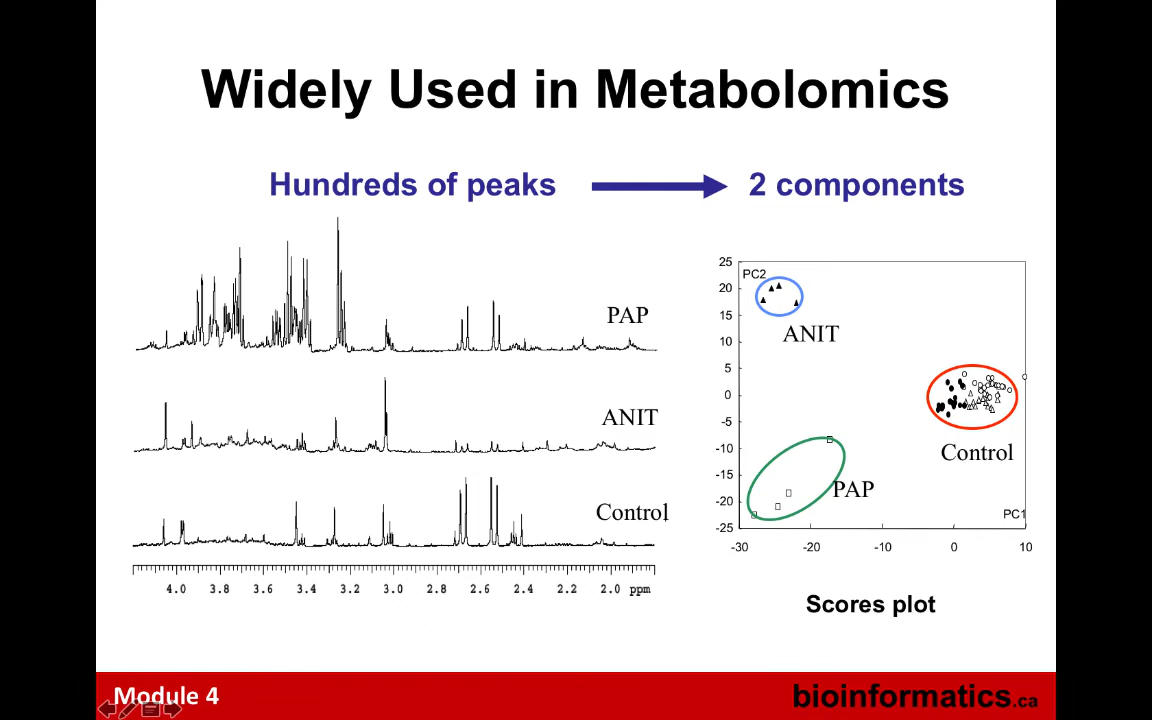 Widely Used in Metabolomics
Hundreds of peaks
2 components
PAP
ANIT
Control
4.0 3.8 3.6 3.4 3.2 3.0 2.8 2.6 2.4 2.2 2.0 ppm
25
PC2
20
15
ANIT
10
5
0
-5
-10
Control
-15
PAP
-20
PC1
-25
-30 -20 -10 0 10
Scores plot
Module 4
bioinformatics.ca